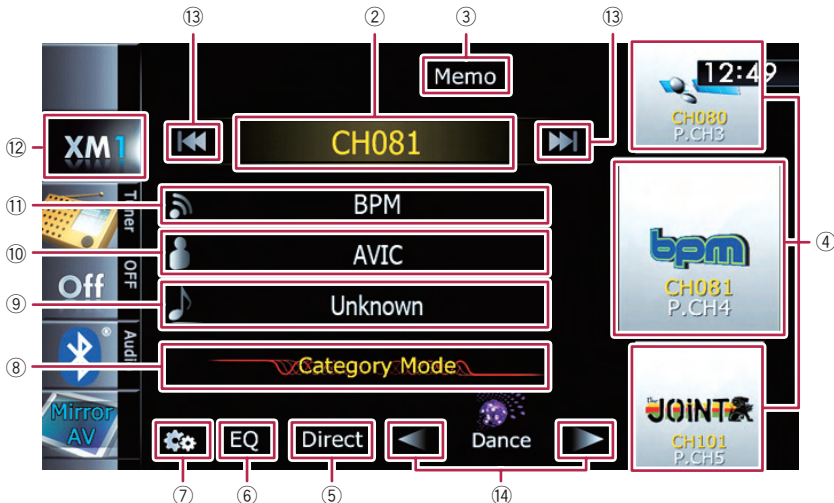 ⑬ ② ③ ⑬
Memo
12:49
CH080
P.CH3
⑫
XM1
CH081
⑪
BPM
Tuner
④
⑩
AVIC
bpm
Off
OFF
CH081
P.CH4
⑨
Unknown
Audi
⑧
Category Mode
the JOINT
Mirror
AV
EQ
Direct
Dance
CH101
P.CH5
⑦ ⑥ ⑤ ⑭